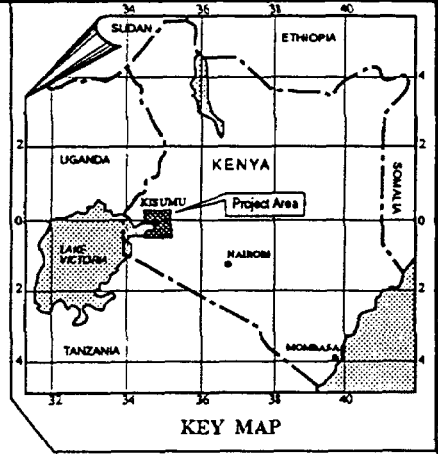 34 36 38 40
SUDAN
ETHIOPIA
4 4
2 2
UGANDA
KENYA
SOMALIA
KISUMU
Project Area
0 0
LAKE
VICTORIA
NAIROBI
2 2
TANZANIA
MOMBASA
4 4
32 34 36 38 40
KEY MAP